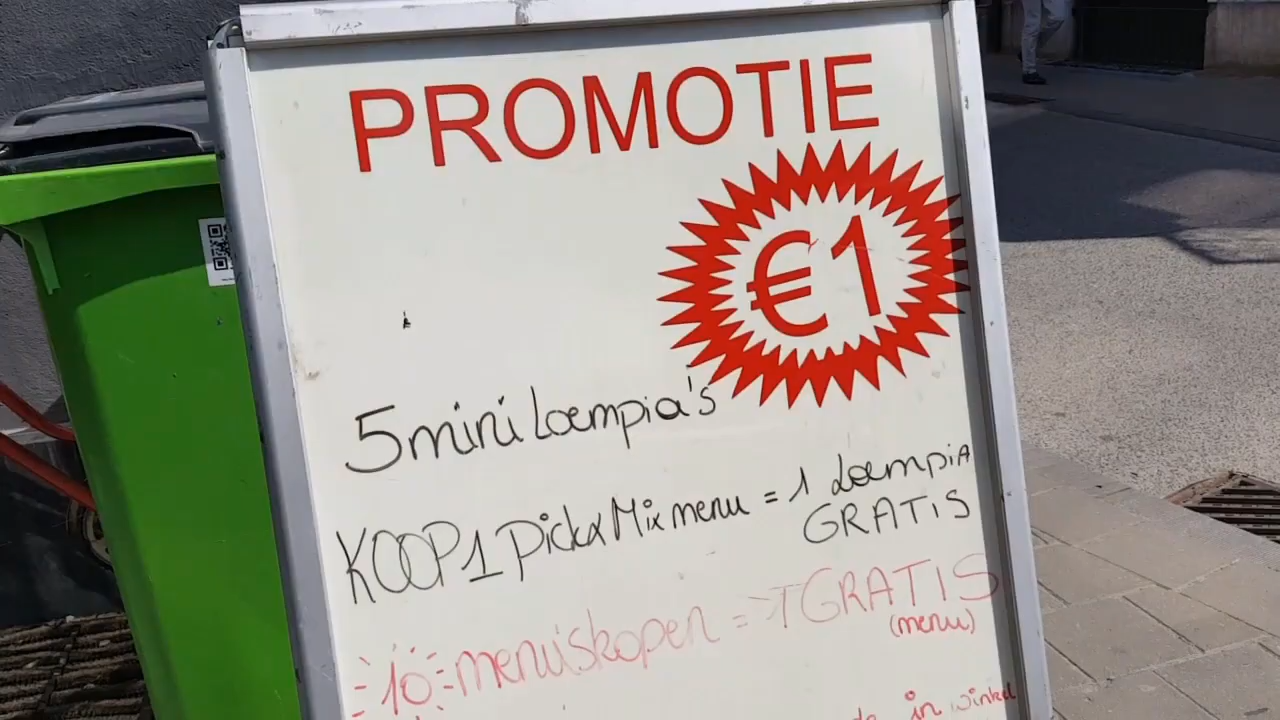 PROMOTIE
€1
5 mini Loempia's
KOOP 1 Pick & Mix menu = 1 Loempia
GRATIS
10 menu's kopen = 1 GRATIS
(menu)
in winkel